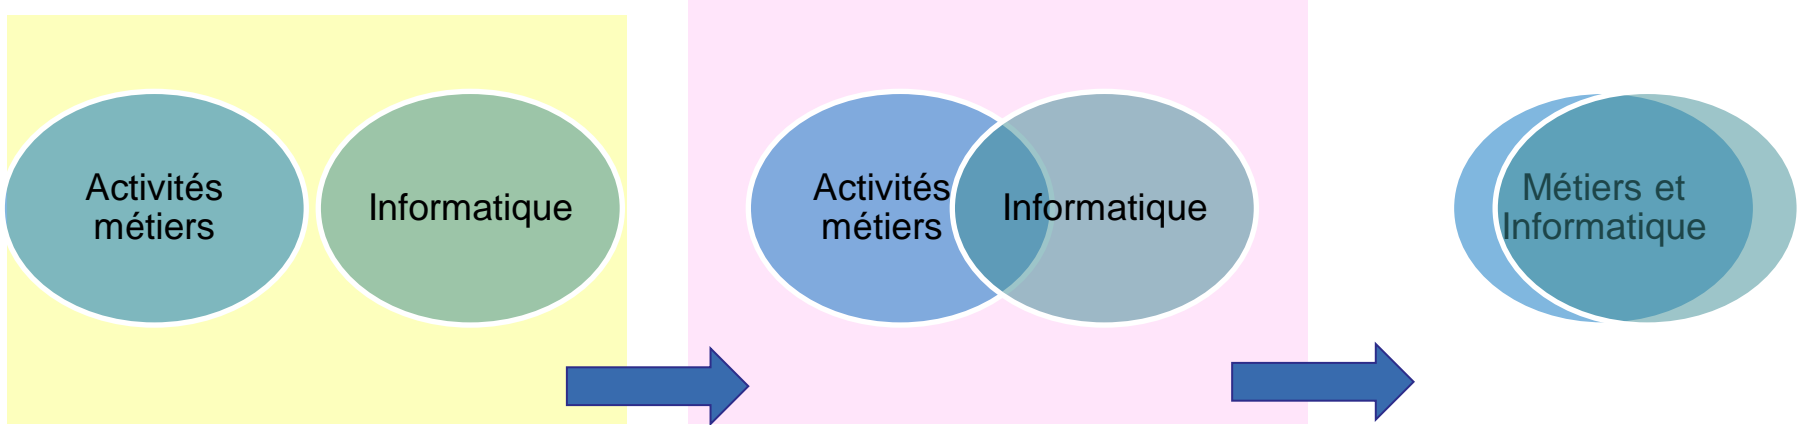 Activités
métiers
Informatique
Activités
métiers
Informatique
Métiers et
Informatique